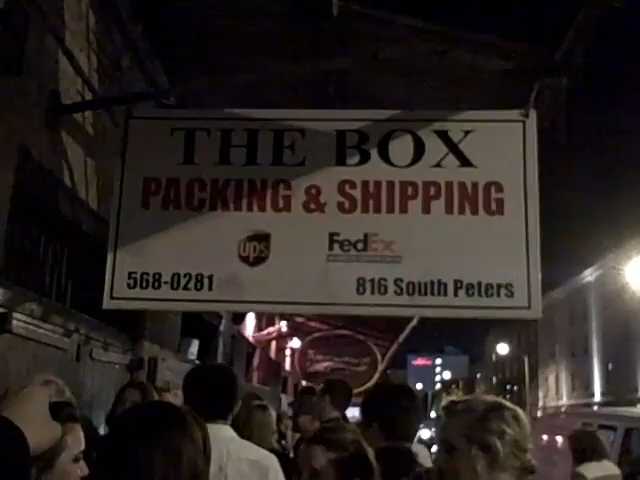 THE BOX
PACKING & SHIPPING
ups FedEx
568-0281 816 South Peters